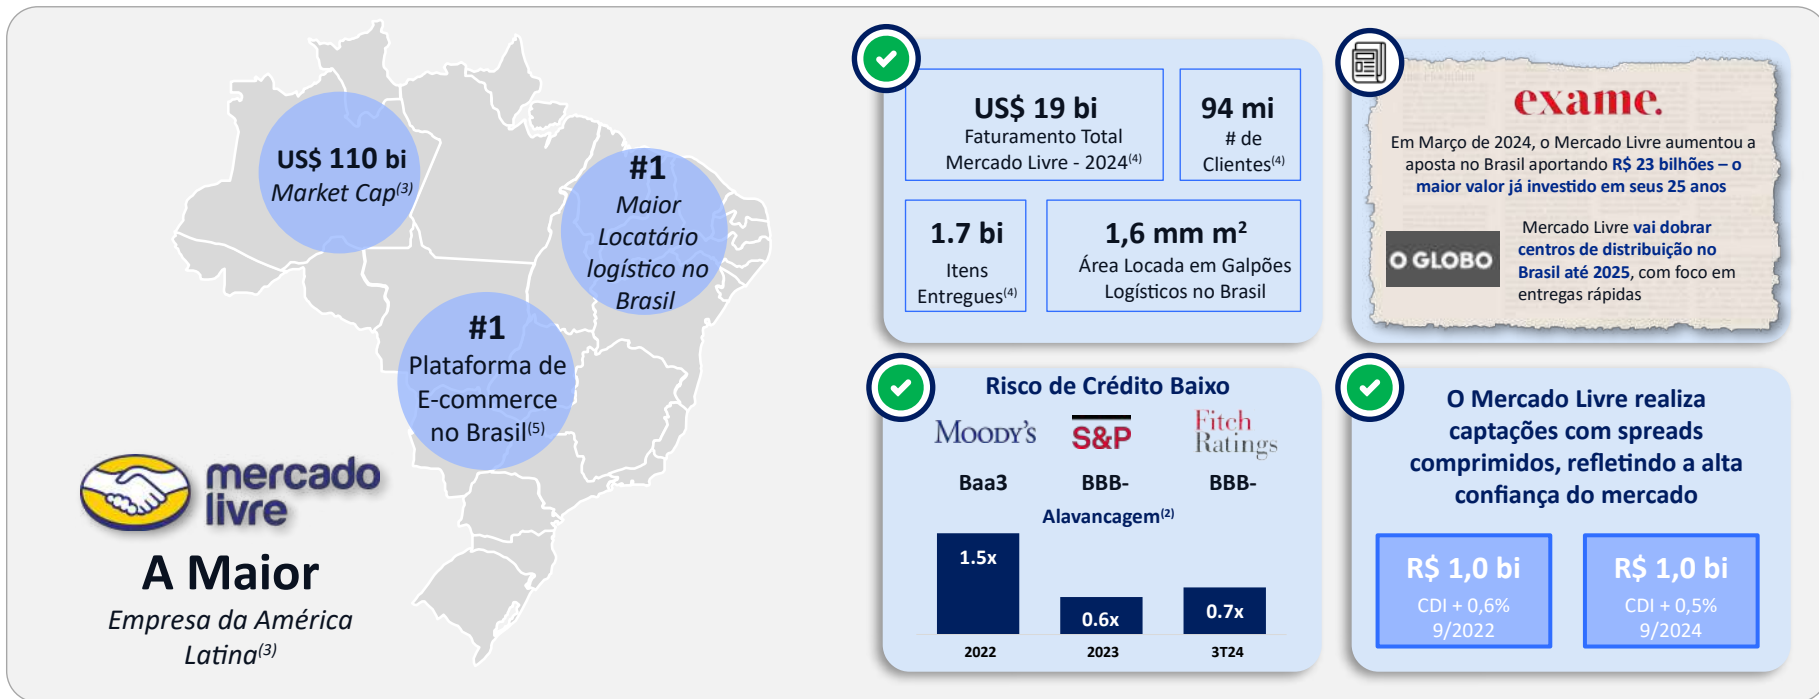 US$ 110 bi
Market Cap(3)
#1
Maior
Locatário
logístico no
Brasil
#1
Plataforma de
E-commerce
no Brasil(5)
mercado
livre
A Maior
Empresa da América
Latina(3)
US$ 19 bi
Faturamento Total
Mercado Livre - 2024(4)
94 mi
# de
Clientes(4)
1.7 bi
Itens
Entregues(4)
1,6 mm m²
Área Locada em Galpões
Logísticos no Brasil
exame.
Em Março de 2024, o Mercado Livre aumentou a
aposta no Brasil aportando R$ 23 bilhões – o
maior valor já investido em seus 25 anos
O GLOBO
Mercado Livre vai dobrar
centros de distribuição no
Brasil até 2025, com foco em
entregas rápidas
Risco de Crédito Baixo
MOODY'S
S&P
Fitch
Ratings
Baa3
BBB-
BBB-
Alavancagem(2)
1.5x
0.6x
0.7x
2022
2023
3T24
O Mercado Livre realiza
captações com spreads
comprimidos, refletindo a alta
confiança do mercado
R$ 1,0 bi
CDI + 0,6%
9/2022
R$ 1,0 bi
CDI + 0,5%
9/2024